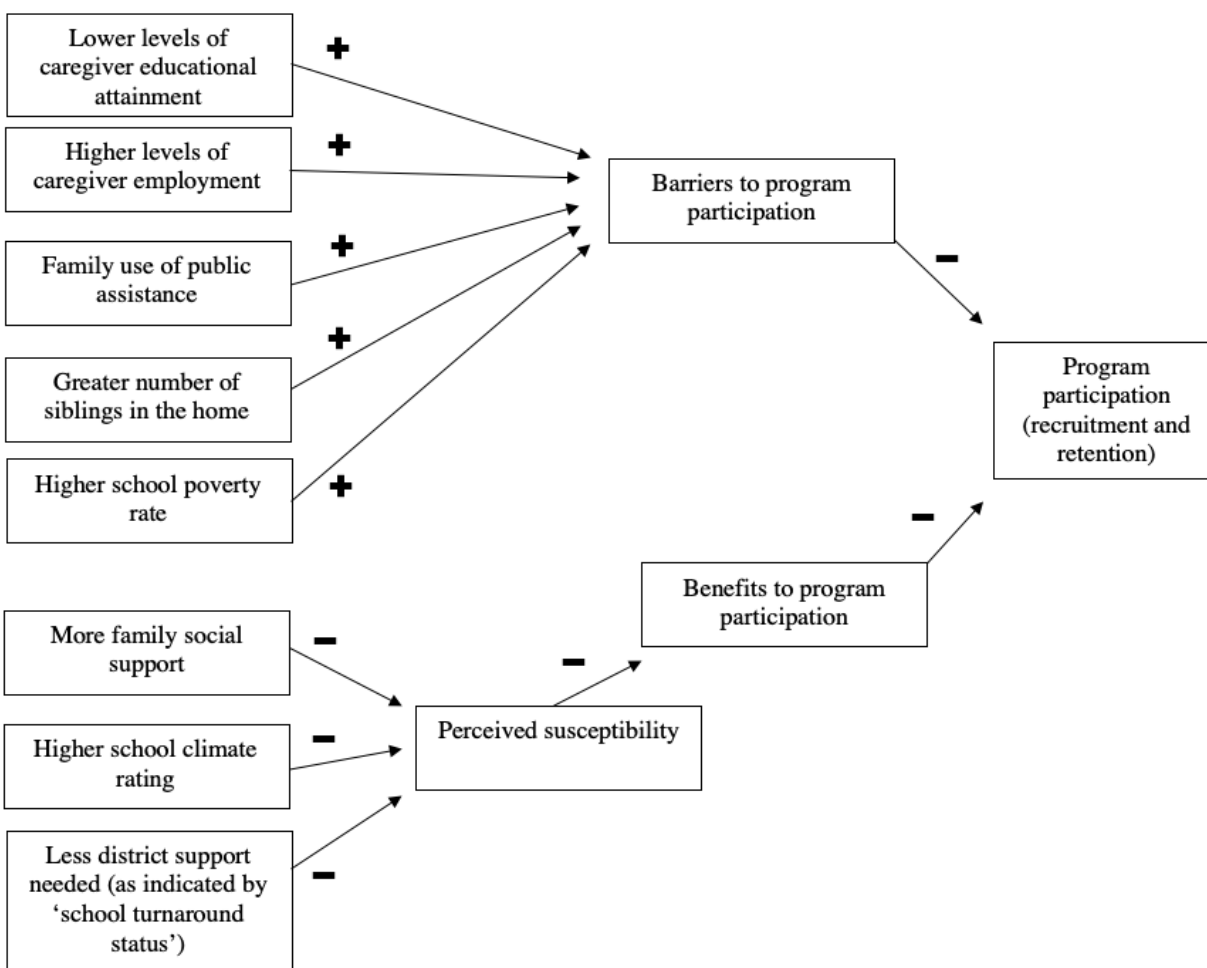 Lower levels of
caregiver educational
attainment
+
Higher levels of
caregiver employment
+
Family use of public
assistance
+
Greater number of
siblings in the home
+
Higher school poverty
rate
+
Barriers to program
participation
−
Program
participation
(recruitment and
retention)
More family social
support
−
Higher school climate
rating
−
Less district support
needed (as indicated by
‘school turnaround
status’)
−
Perceived susceptibility
−
Benefits to program
participation
−